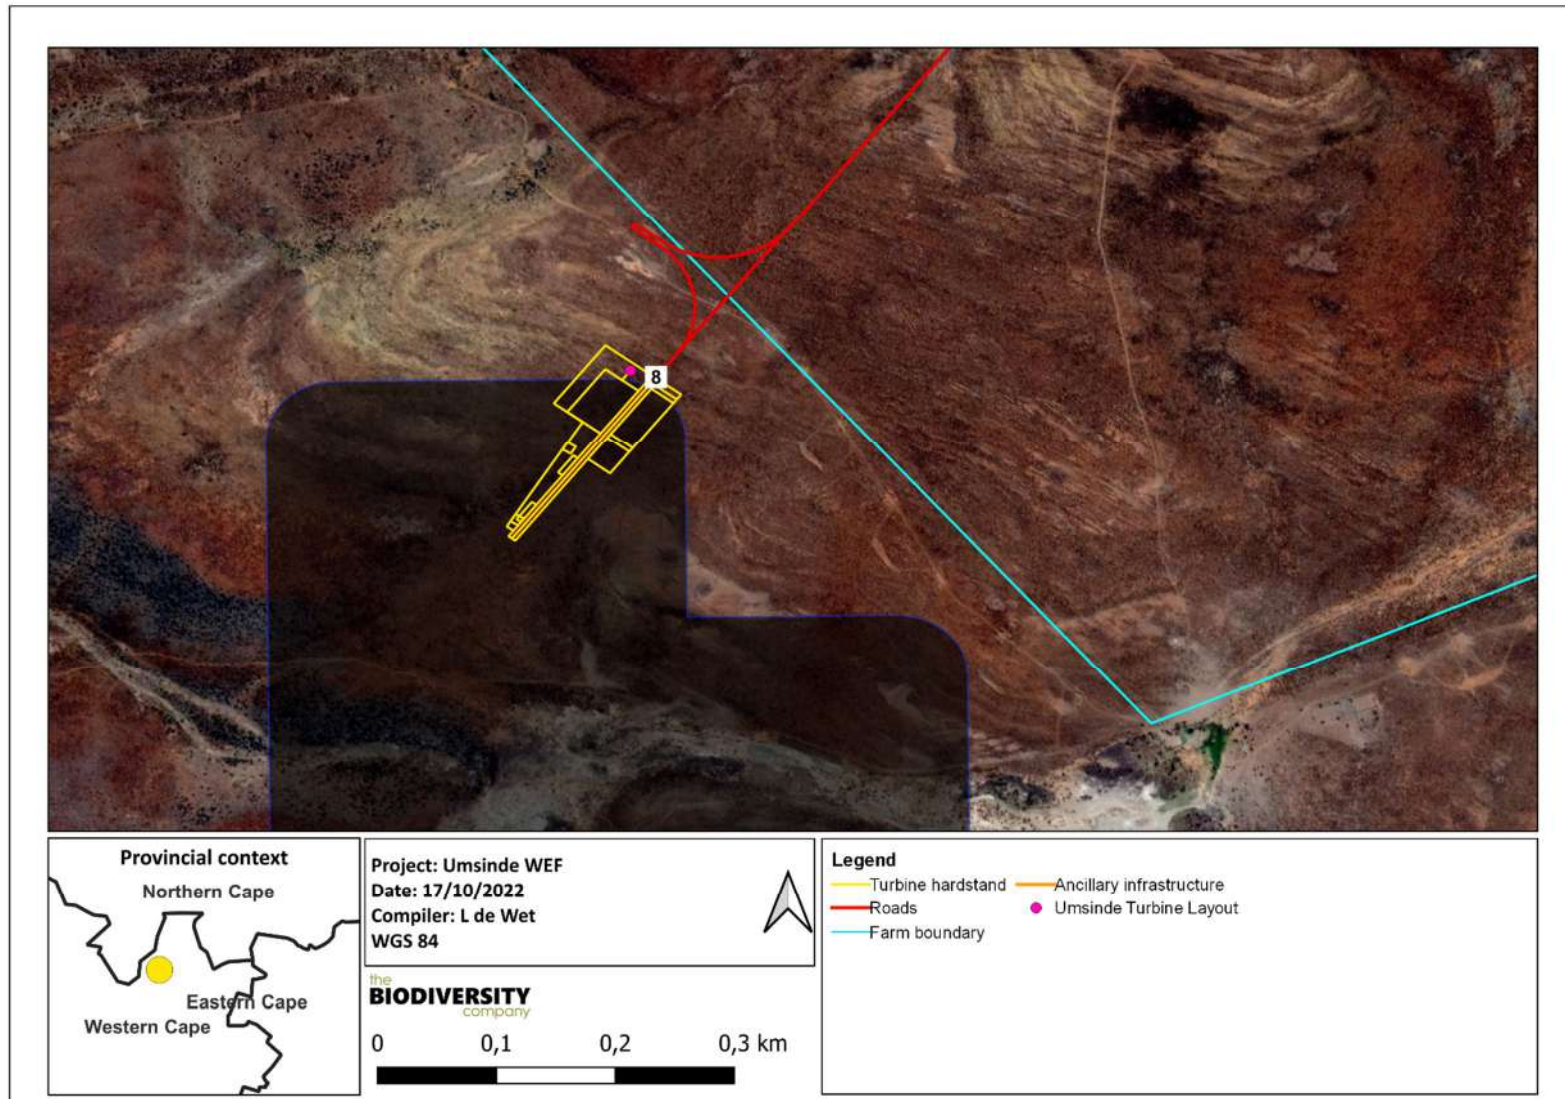 8
Provincial context
Northern Cape
Eastern Cape
Western Cape
Project: Umsinde WEF
Date: 17/10/2022
Compiler: L de Wet
WGS 84
the
BIODIVERSITY
company
0 0,1 0,2 0,3 km
Legend
Turbine hardstand Ancillary infrastructure
Roads Umsinde Turbine Layout
Farm boundary